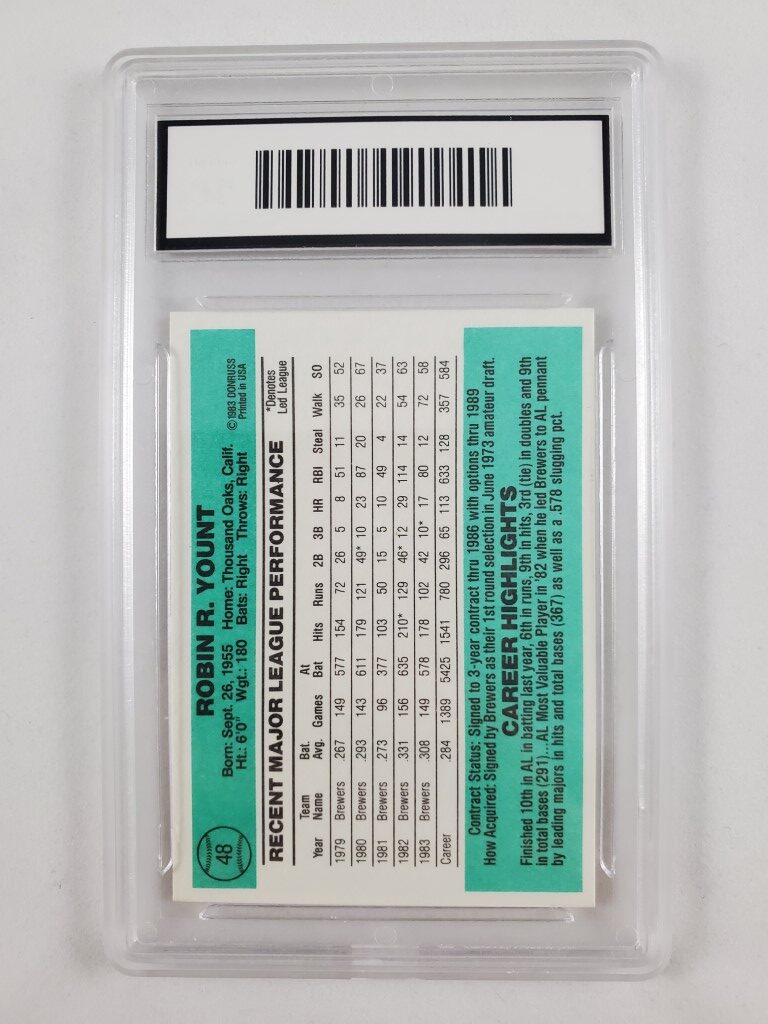 48
ROBIN R. YOUNT
Born: Sept. 26, 1955 Home: Thousand Oaks, Calif.
Ht.: 6'0" Wgt.: 180 Bats: Right Throws: Right
©1983 DONRUSS
Printed in USA
RECENT MAJOR LEAGUE PERFORMANCE
*Denotes
Led League
Year Team Name Bat. Avg. Games At Bat Hits Runs 2B 3B HR RBI Steal Walk SO
1979 Brewers .267 149 577 154 72 26 5 8 51 11 35 52
1980 Brewers .293 143 611 179 121 49* 10 23 87 20 26 67
1981 Brewers .273 96 377 103 50 15 5 10 49 4 22 37
1982 Brewers .331 156 635 210* 129 46* 12 29 114 14 54 63
1983 Brewers .308 149 578 178 102 42 10* 17 80 12 72 58
Career .284 1389 5425 1541 780 296 65 113 633 128 357 584
Contract Status: Signed to 3-year contract thru 1986 with options thru 1989
How Acquired: Signed by Brewers as their 1st round selection in June 1973 amateur draft.
CAREER HIGHLIGHTS
Finished 10th in AL in batting last year, 6th in runs, 9th in hits, 3rd (tie) in doubles and 9th
in total bases (291)...AL Most Valuable Player in '82 when he led Brewers to AL pennant
by leading majors in hits and total bases (367) as well as a .578 slugging pct.